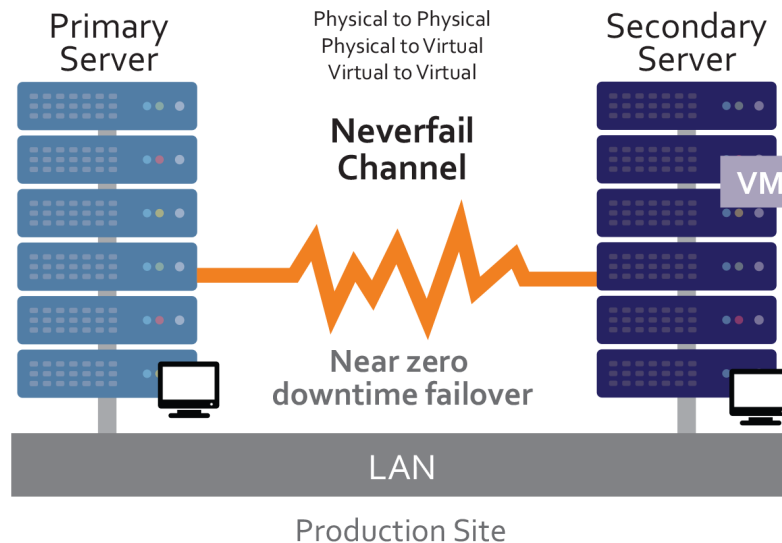 Primary
Server
Physical to Physical
Physical to Virtual
Virtual to Virtual
Secondary
Server
Neverfail
Channel
VM
Near zero
downtime failover
LAN
Production Site